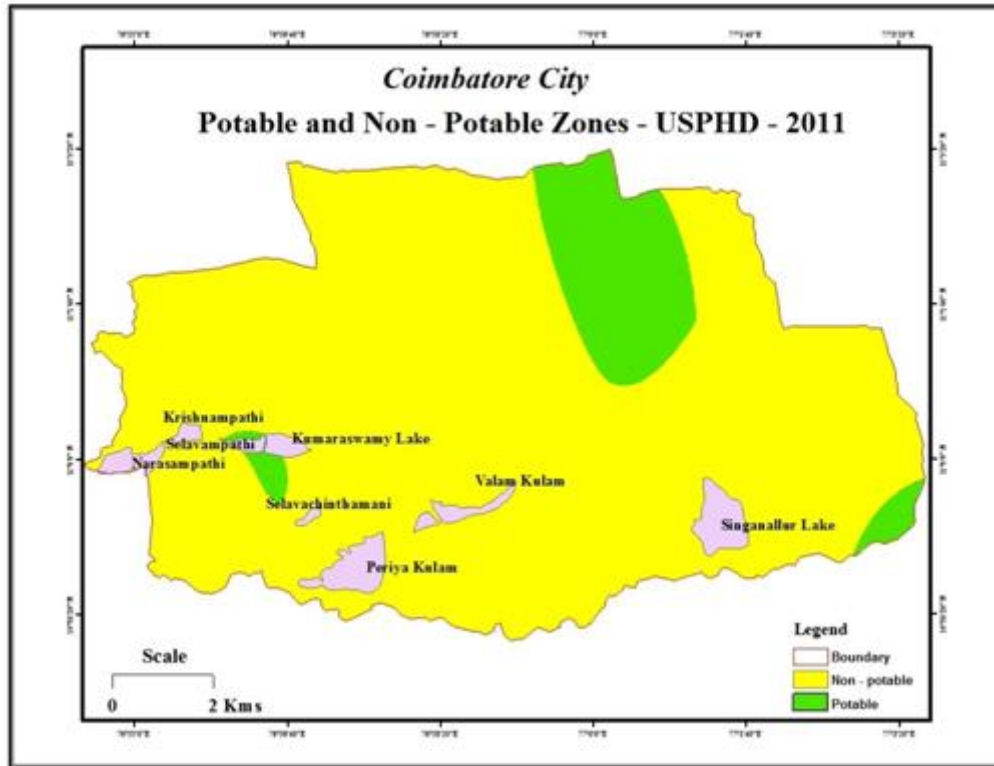 Coimbatore City
Potable and Non - Potable Zones - USPHD - 2011
Krishnampathi
Selavampathi
Kumaraswamy Lake
Narasampathi
Valam Kulam
Selavachinthamani
Singanallur Lake
Periya Kulam
Legend
Boundary
Non - potable
Potable
Scale
0 2 Kms